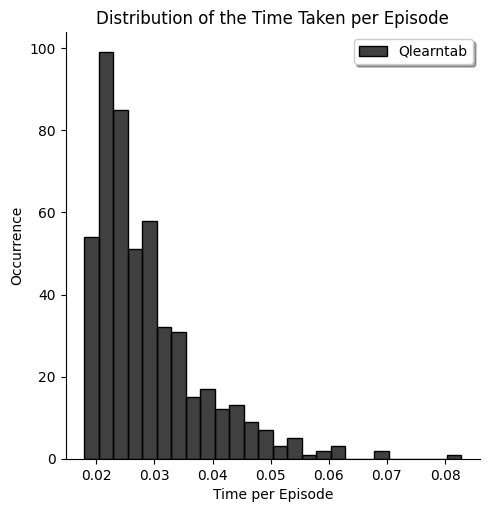 Distribution of the Time Taken per Episode
Qlearntab
Occurrence
100
80
60
40
20
0
0.02 0.03 0.04 0.05 0.06 0.07 0.08
Time per Episode